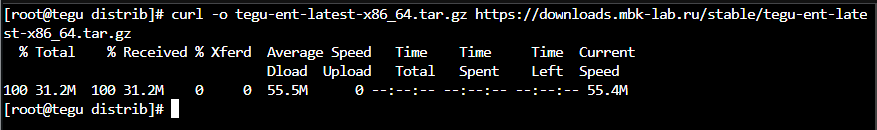 [root@tegu distrib]# curl -o tegu-ent-latest-x86_64.tar.gz https://downloads.mbk-lab.ru/stable/tegu-ent-late
st-x86_64.tar.gz
  % Total    % Received % Xferd  Average Speed   Time    Time     Time  Current
                                 Dload  Upload   Total   Spent    Left  Speed
100 31.2M  100 31.2M    0     0  55.5M      0 --:--:-- --:--:-- --:--:-- 55.4M
[root@tegu distrib]#